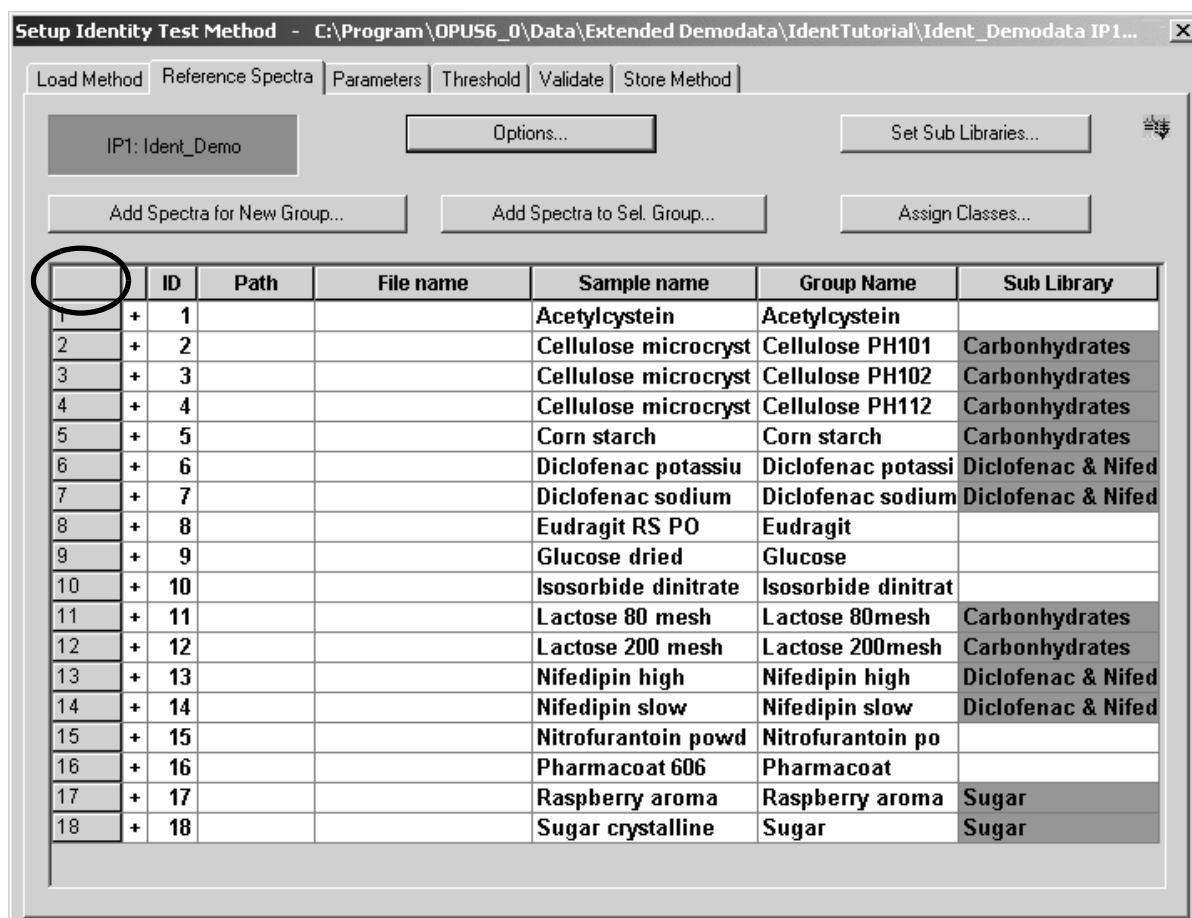 Setup Identity Test Method - C:\Program\OPUS6_0\Data\Extended Demodata\IdentTutorial\Ident_Demodata IP1...
Load Method Reference Spectra Parameters Threshold Validate Store Method
IP1: Ident_Demo Options... Set Sub Libraries...
Add Spectra for New Group... Add Spectra to Sel. Group... Assign Classes...
ID Path File name Sample name Group Name Sub Library
1 + 1 Acetylcystein Acetylcystein
2 + 2 Cellulose microcryst Cellulose PH101 Carbonhydrates
3 + 3 Cellulose microcryst Cellulose PH102 Carbonhydrates
4 + 4 Cellulose microcryst Cellulose PH112 Carbonhydrates
5 + 5 Corn starch Corn starch Carbonhydrates
6 + 6 Diclofenac potassiu Diclofenac potassi Diclofenac & Nifed
7 + 7 Diclofenac sodium Diclofenac sodium Diclofenac & Nifed
8 + 8 Eudragit RS PO Eudragit
9 + 9 Glucose dried Glucose
10 + 10 Isosorbide dinitrate Isosorbide dinitrat
11 + 11 Lactose 80 mesh Lactose 80mesh Carbonhydrates
12 + 12 Lactose 200 mesh Lactose 200mesh Carbonhydrates
13 + 13 Nifedipin high Nifedipin high Diclofenac & Nifed
14 + 14 Nifedipin slow Nifedipin slow Diclofenac & Nifed
15 + 15 Nitrofurantoin powd Nitrofurantoin po
16 + 16 Pharmacoat 606 Pharmacoat
17 + 17 Raspberry aroma Raspberry aroma Sugar
18 + 18 Sugar crystalline Sugar Sugar